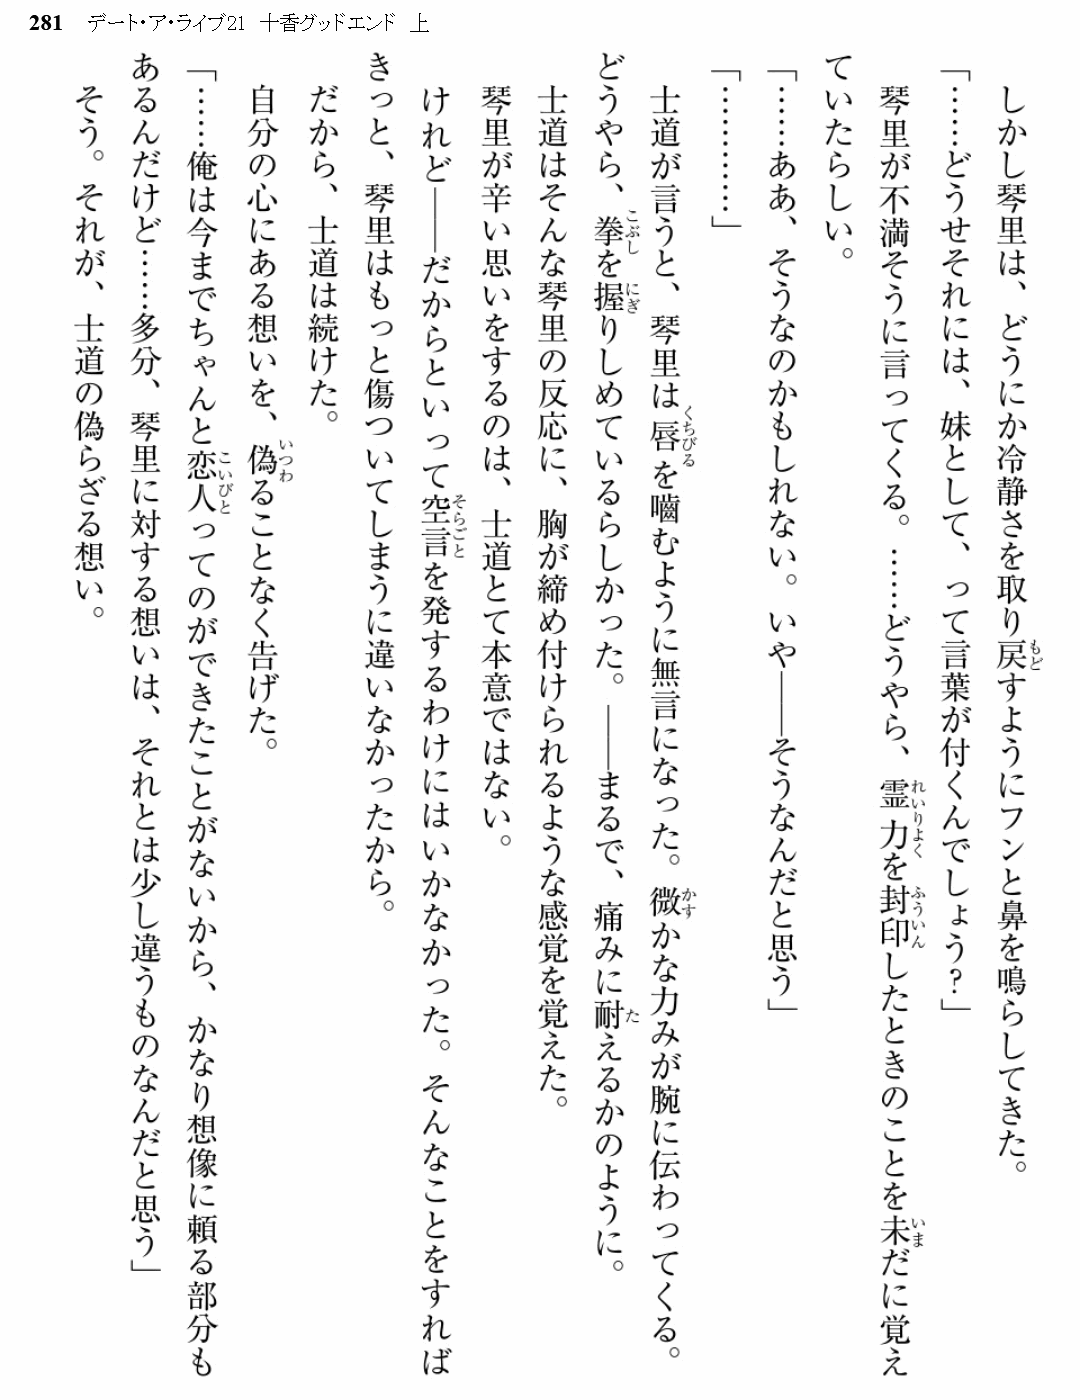 281 デート・ア・ライブ21 十香グッドエンド 上
しかし琴里は、どうにか冷静さを取り戻すようにフンと鼻を鳴らしてきた。
「……どうせそれには、妹として、って言葉が付くんでしょう?」
琴里が不満そうに言ってくる。……どうやら、霊力を封印したときのことを未だに覚え
ていたらしい。
「……ああ、そうなのかもしれない。いや――そうなんだと思う」
「…………」
士道が言うと、琴里は唇を嚙むように無言になった。微かな力みが腕に伝わってくる。
どうやら、拳を握りしめているらしかった。――まるで、痛みに耐えるかのように。
士道はそんな琴里の反応に、胸が締め付けられるような感覚を覚えた。
琴里が辛い思いをするのは、士道とて本意ではない。
けれど――だからといって空言を発するわけにはいかなかった。そんなことをすれば
きっと、琴里はもっと傷ついてしまうに違いなかったから。
だから、士道は続けた。
自分の心にある想いを、偽ることなく告げた。
「……俺は今までちゃんと恋人ってのができたことがないから、かなり想像に頼る部分も
あるんだけど……多分、琴里に対する想いは、それとは少し違うものなんだと思う」
そう。それが、士道の偽らざる想い。